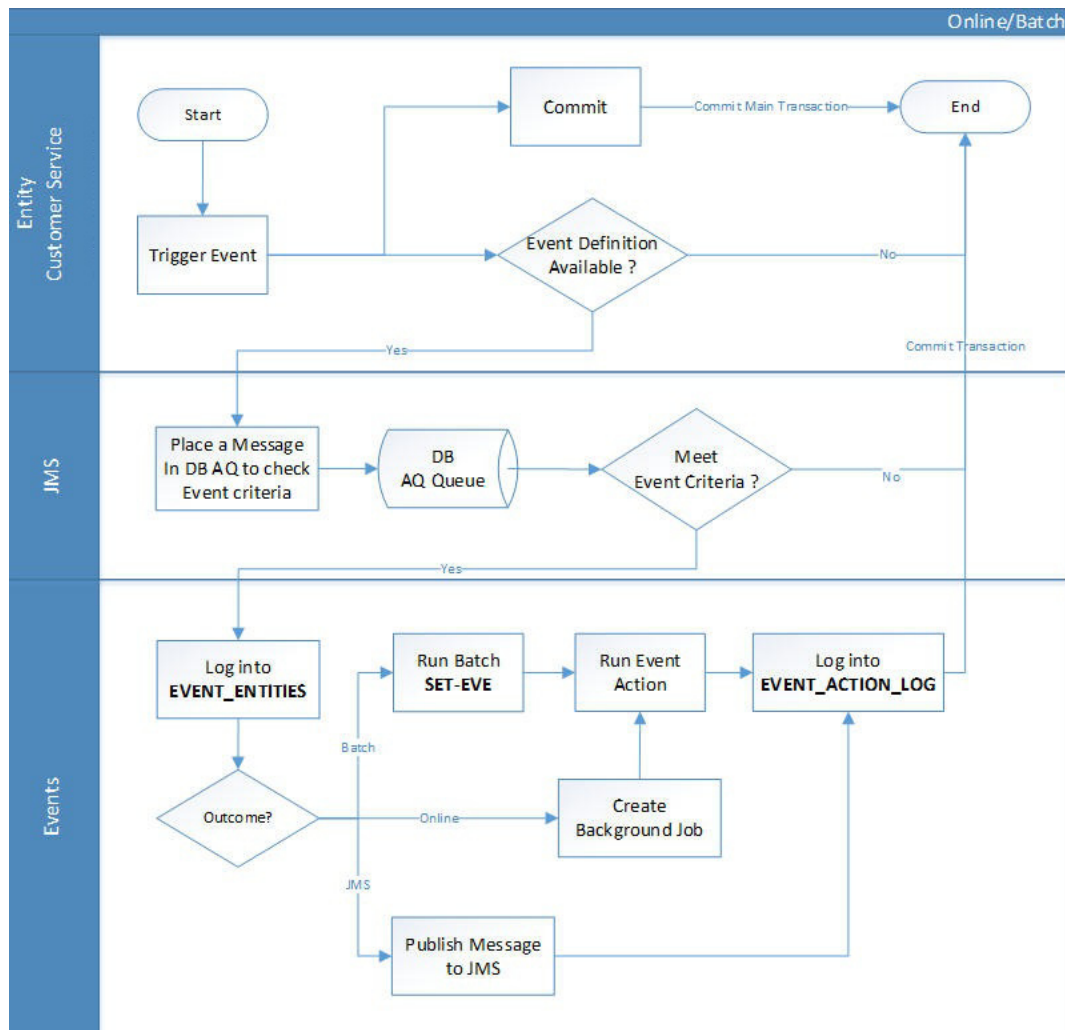 Online/Batch
Entity
Customer Service
Start
Commit
Commit Main Transaction
End
Trigger Event
Event Definition
Available ?
No
Yes
Commit Transaction
JMS
Place a Message
In DB AQ to check
Event criteria
DB
AQ Queue
Meet
Event Criteria ?
No
Yes
Events
Log into
EVENT_ENTITIES
Run Batch
SET-EVE
Run Event
Action
Log into
EVENT_ACTION_LOG
Batch
Outcome?
Online
Create
Background Job
JMS
Publish Message
to JMS